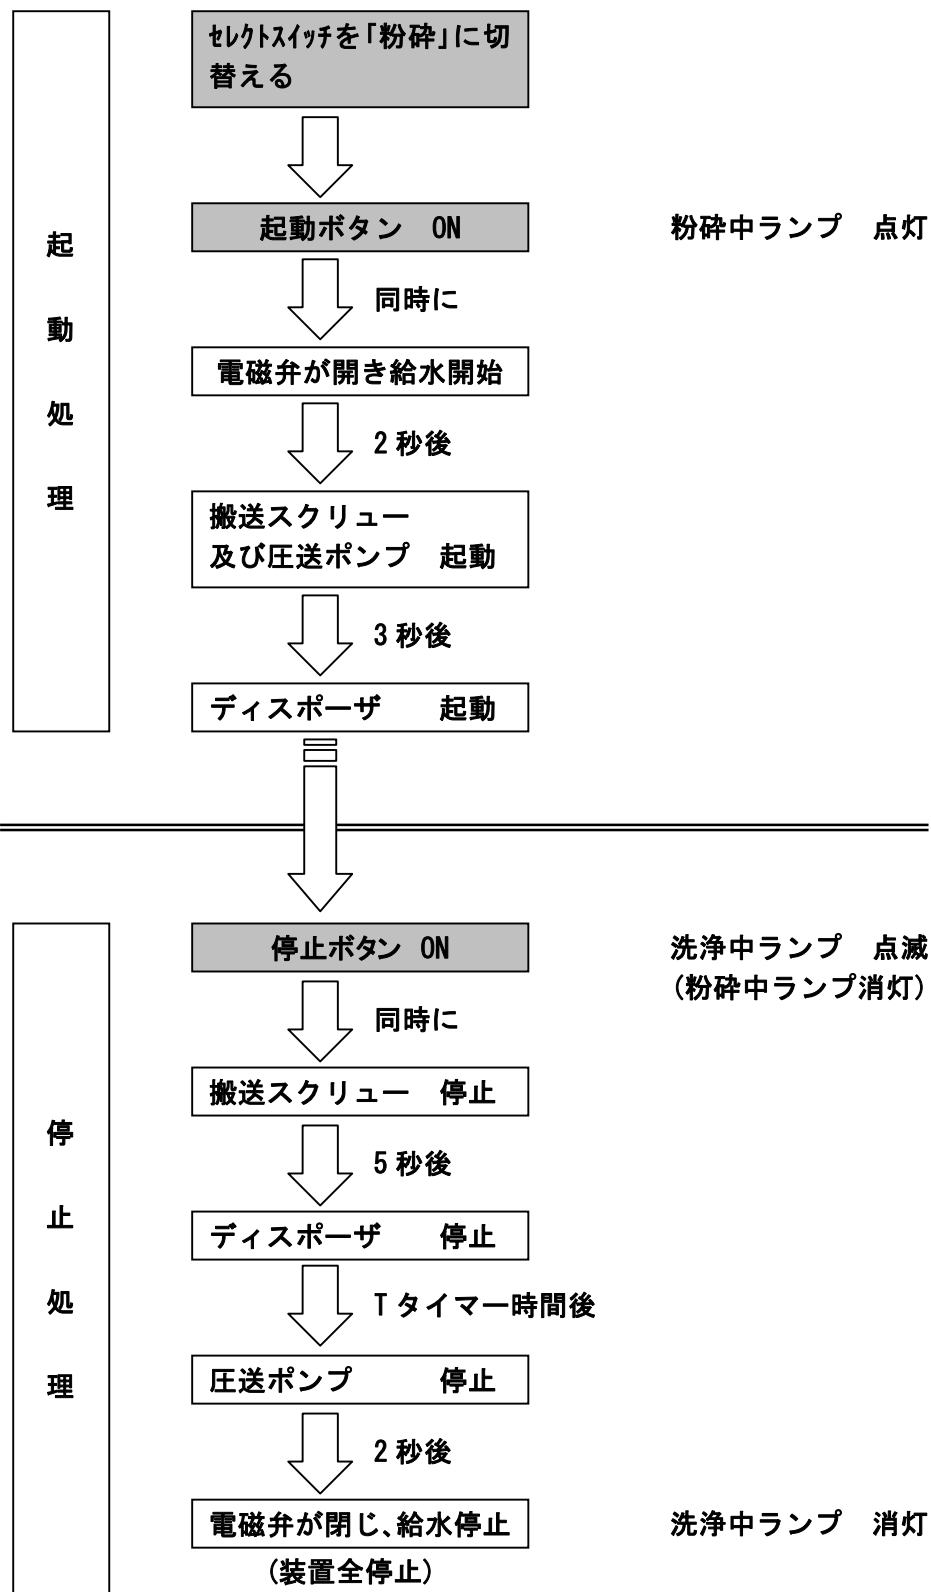 起動処理
ｾﾚｸﾄｽｲｯﾁを｢粉砕｣に切
替える
起動ボタン　ON
粉砕中ランプ　点灯
同時に
電磁弁が開き給水開始
2 秒後
搬送スクリュー
及び圧送ポンプ　起動
3 秒後
ディスポーザ　　起動
停止処理
停止ボタン ON
洗浄中ランプ　点滅
(粉砕中ランプ消灯)
同時に
搬送スクリュー　停止
5 秒後
ディスポーザ　　停止
T タイマー時間後
圧送ポンプ　　　停止
2 秒後
電磁弁が閉じ､給水停止
洗浄中ランプ　消灯
(装置全停止)